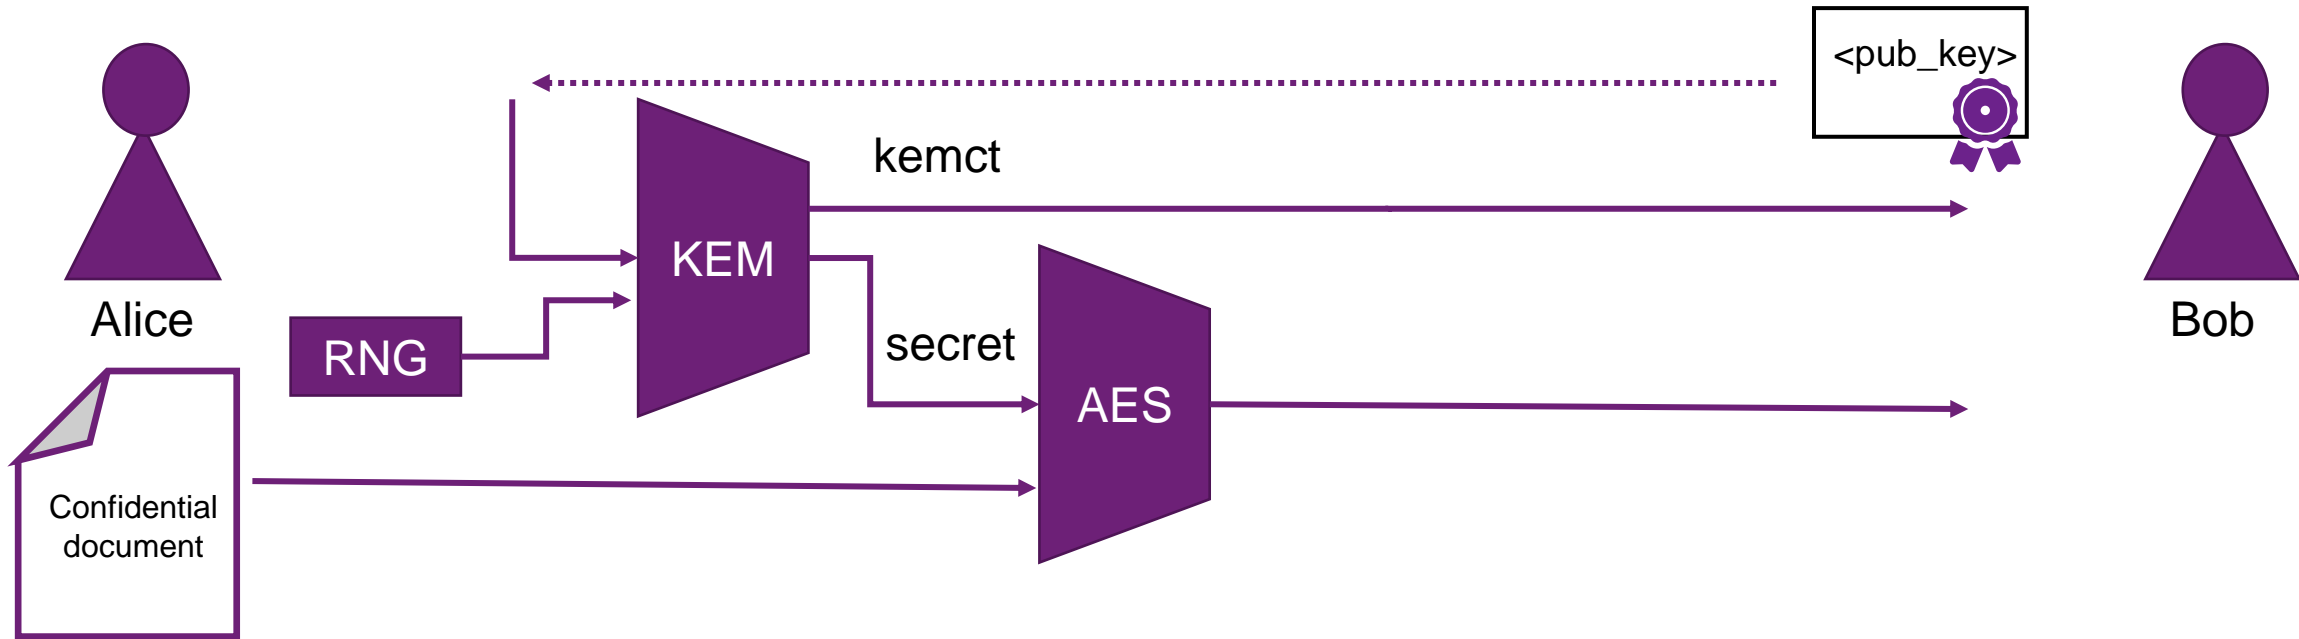 <pub_key>
kemct
KEM
Alice
Bob
RNG
secret
AES
Confidential
document